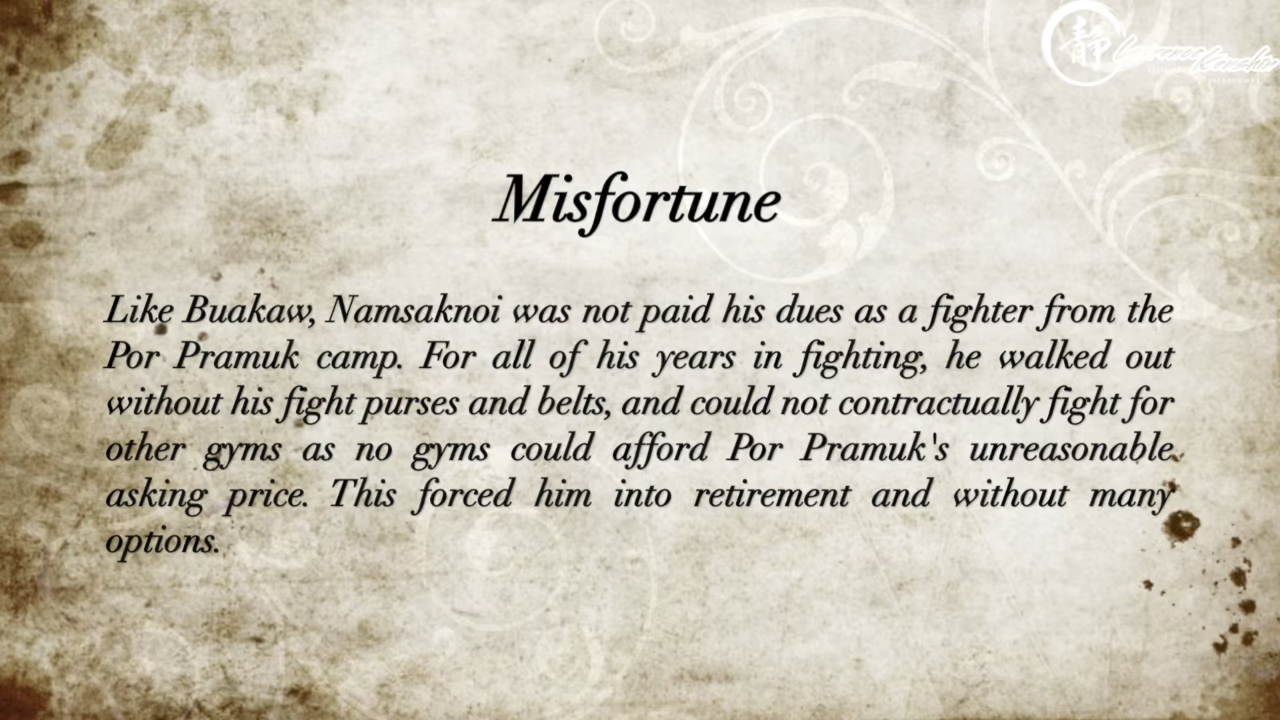 静
Misfortune
Like Buakaw, Namsaknoi was not paid his dues as a fighter from the
Por Pramuk camp. For all of his years in fighting, he walked out
without his fight purses and belts, and could not contractually fight for
other gyms as no gyms could afford Por Pramuk's unreasonable
asking price. This forced him into retirement and without many
options.